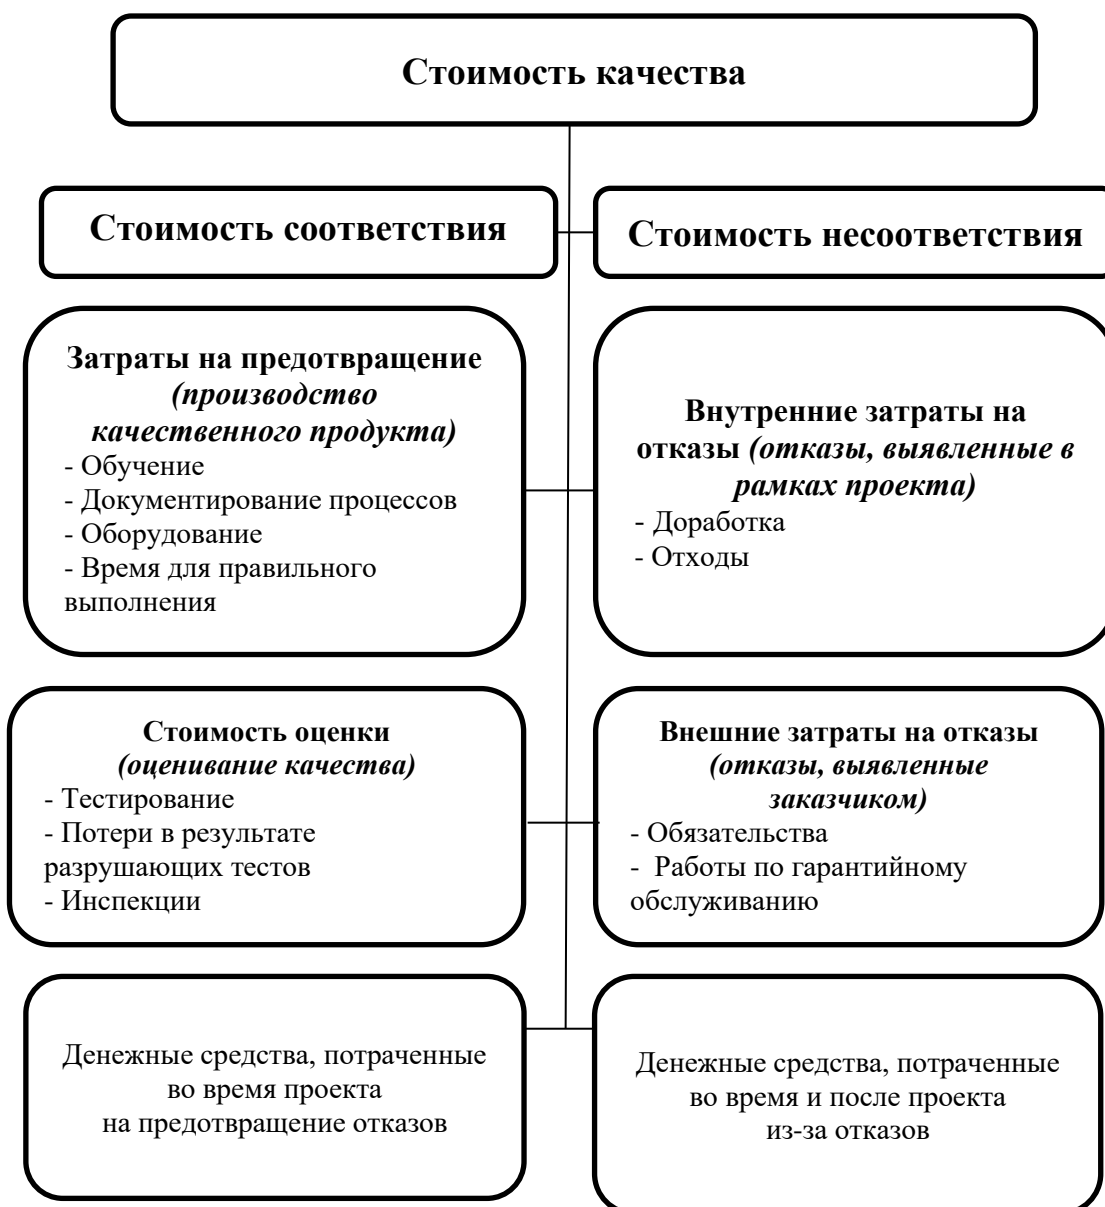 Стоимость качества
Стоимость соответствия
Стоимость несоответствия
Затраты на предотвращение
(производство
качественного продукта)
- Обучение
- Документирование процессов
- Оборудование
- Время для правильного
выполнения
Внутренние затраты на
отказы (отказы, выявленные в
рамках проекта)
- Доработка
- Отходы
Стоимость оценки
(оценивание качества)
- Тестирование
- Потери в результате
разрушающих тестов
- Инспекции
Внешние затраты на отказы
(отказы, выявленные
заказчиком)
- Обязательства
- Работы по гарантийному
обслуживанию
Денежные средства, потраченные
во время проекта
на предотвращение отказов
Денежные средства, потраченные
во время и после проекта
из-за отказов